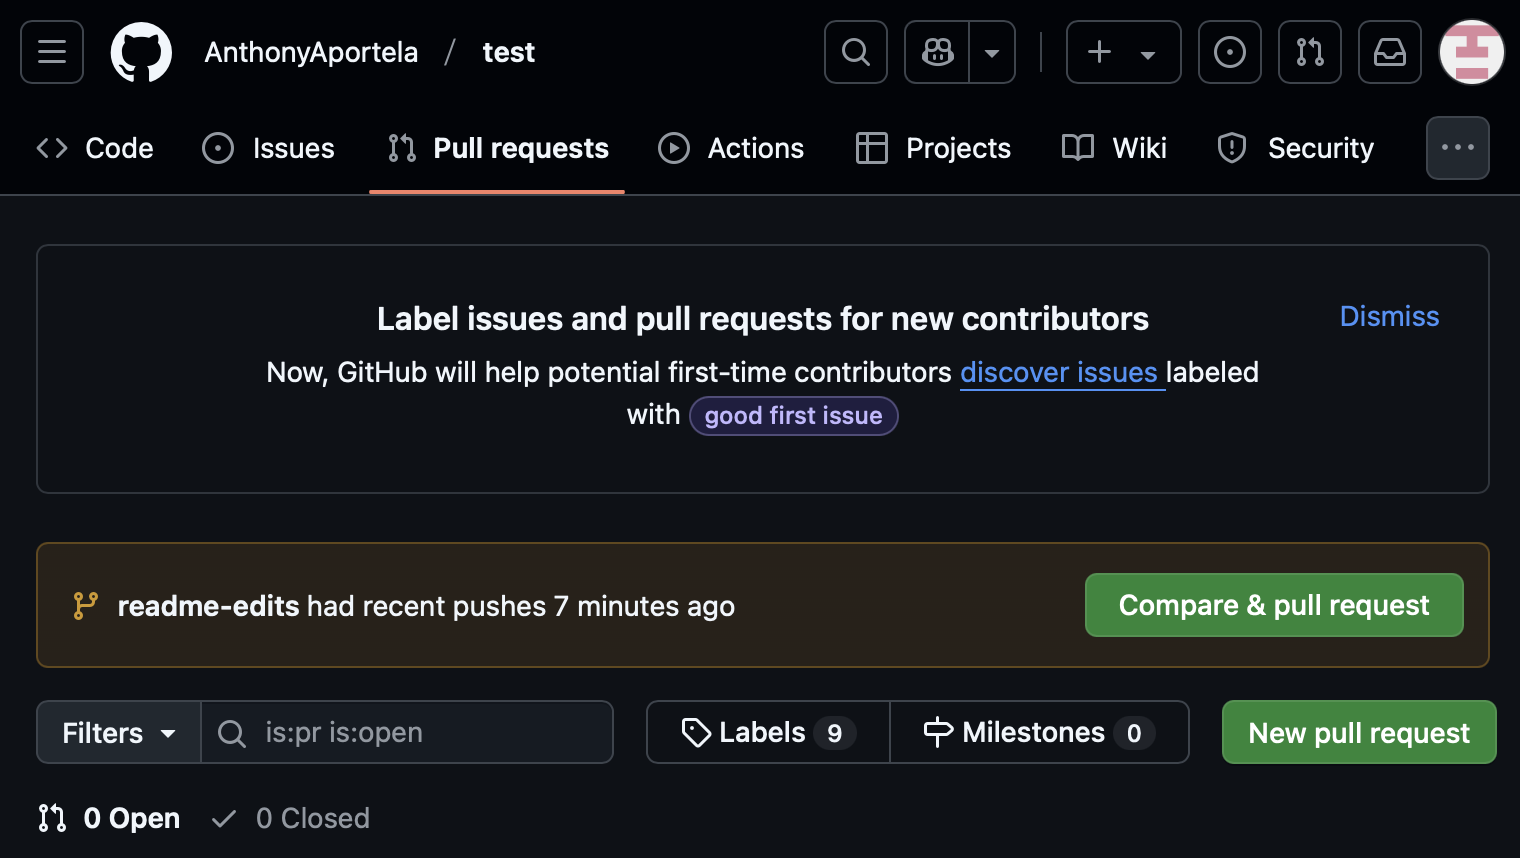 AnthonyAportela / test
Code Issues Pull requests Actions Projects Wiki Security
Label issues and pull requests for new contributors
Dismiss
Now, GitHub will help potential first-time contributors discover issues labeled
with good first issue
readme-edits had recent pushes 7 minutes ago
Compare & pull request
Filters is:pr is:open Labels 9 Milestones 0 New pull request
0 Open 0 Closed